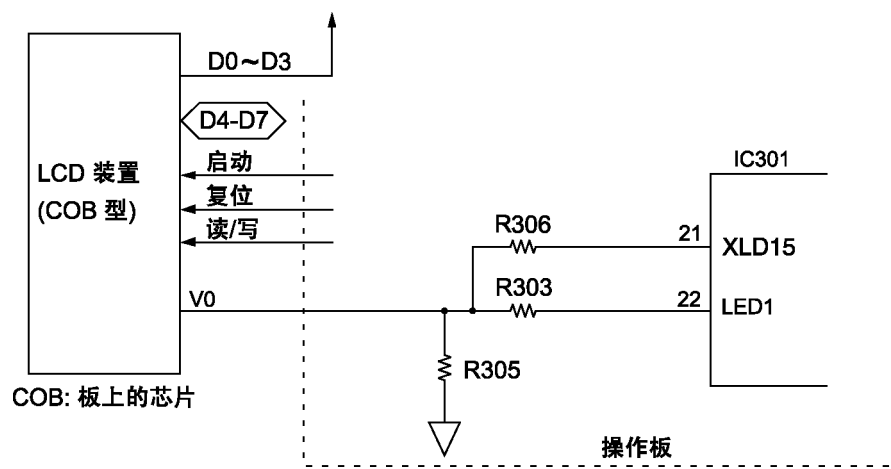 D0～D3
D4-D7
LCD 装置
(COB 型)
启动
复位
读/写
V0
COB: 板上的芯片
R306
R303
R305
IC301
21
XLD15
22
LED1
操作板